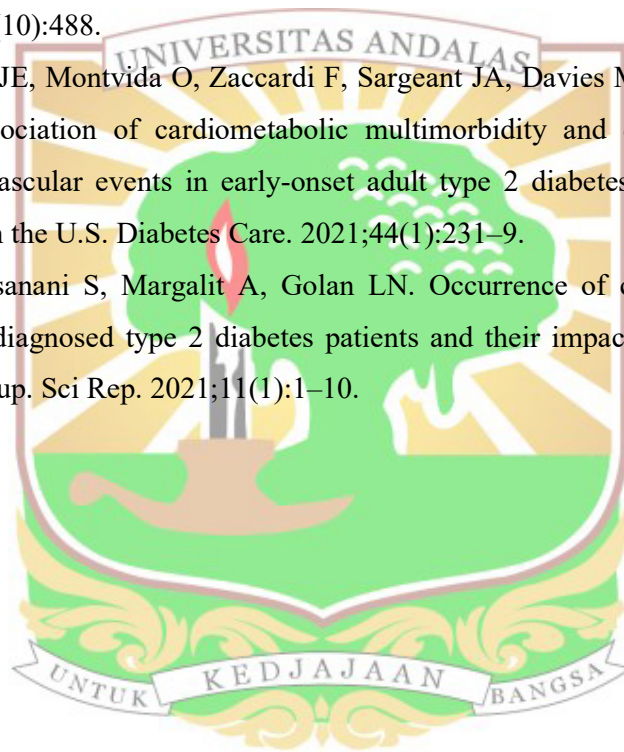 (10):488.
UNIVERSITAS ANDALAS
JE, Montvida O, Zaccardi F, Sargeant JA, Davies M
ociation of cardiometabolic multimorbidity and
ascular events in early-onset adult type 2 diabetes
the U.S. Diabetes Care. 2021;44(1):231–9.
sanani S, Margalit A, Golan LN. Occurrence of
diagnosed type 2 diabetes patients and their impac
up. Sci Rep. 2021;11(1):1–10.
UNTUK KEDJAJAAN BANGSA